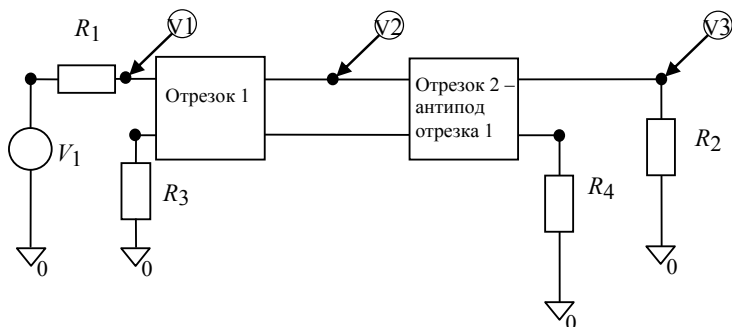 R1
V1
V2
V3
Отрезок 1
Отрезок 2 –
антипод
отрезка 1
V1
R3
R4
R2
0
0
0
0